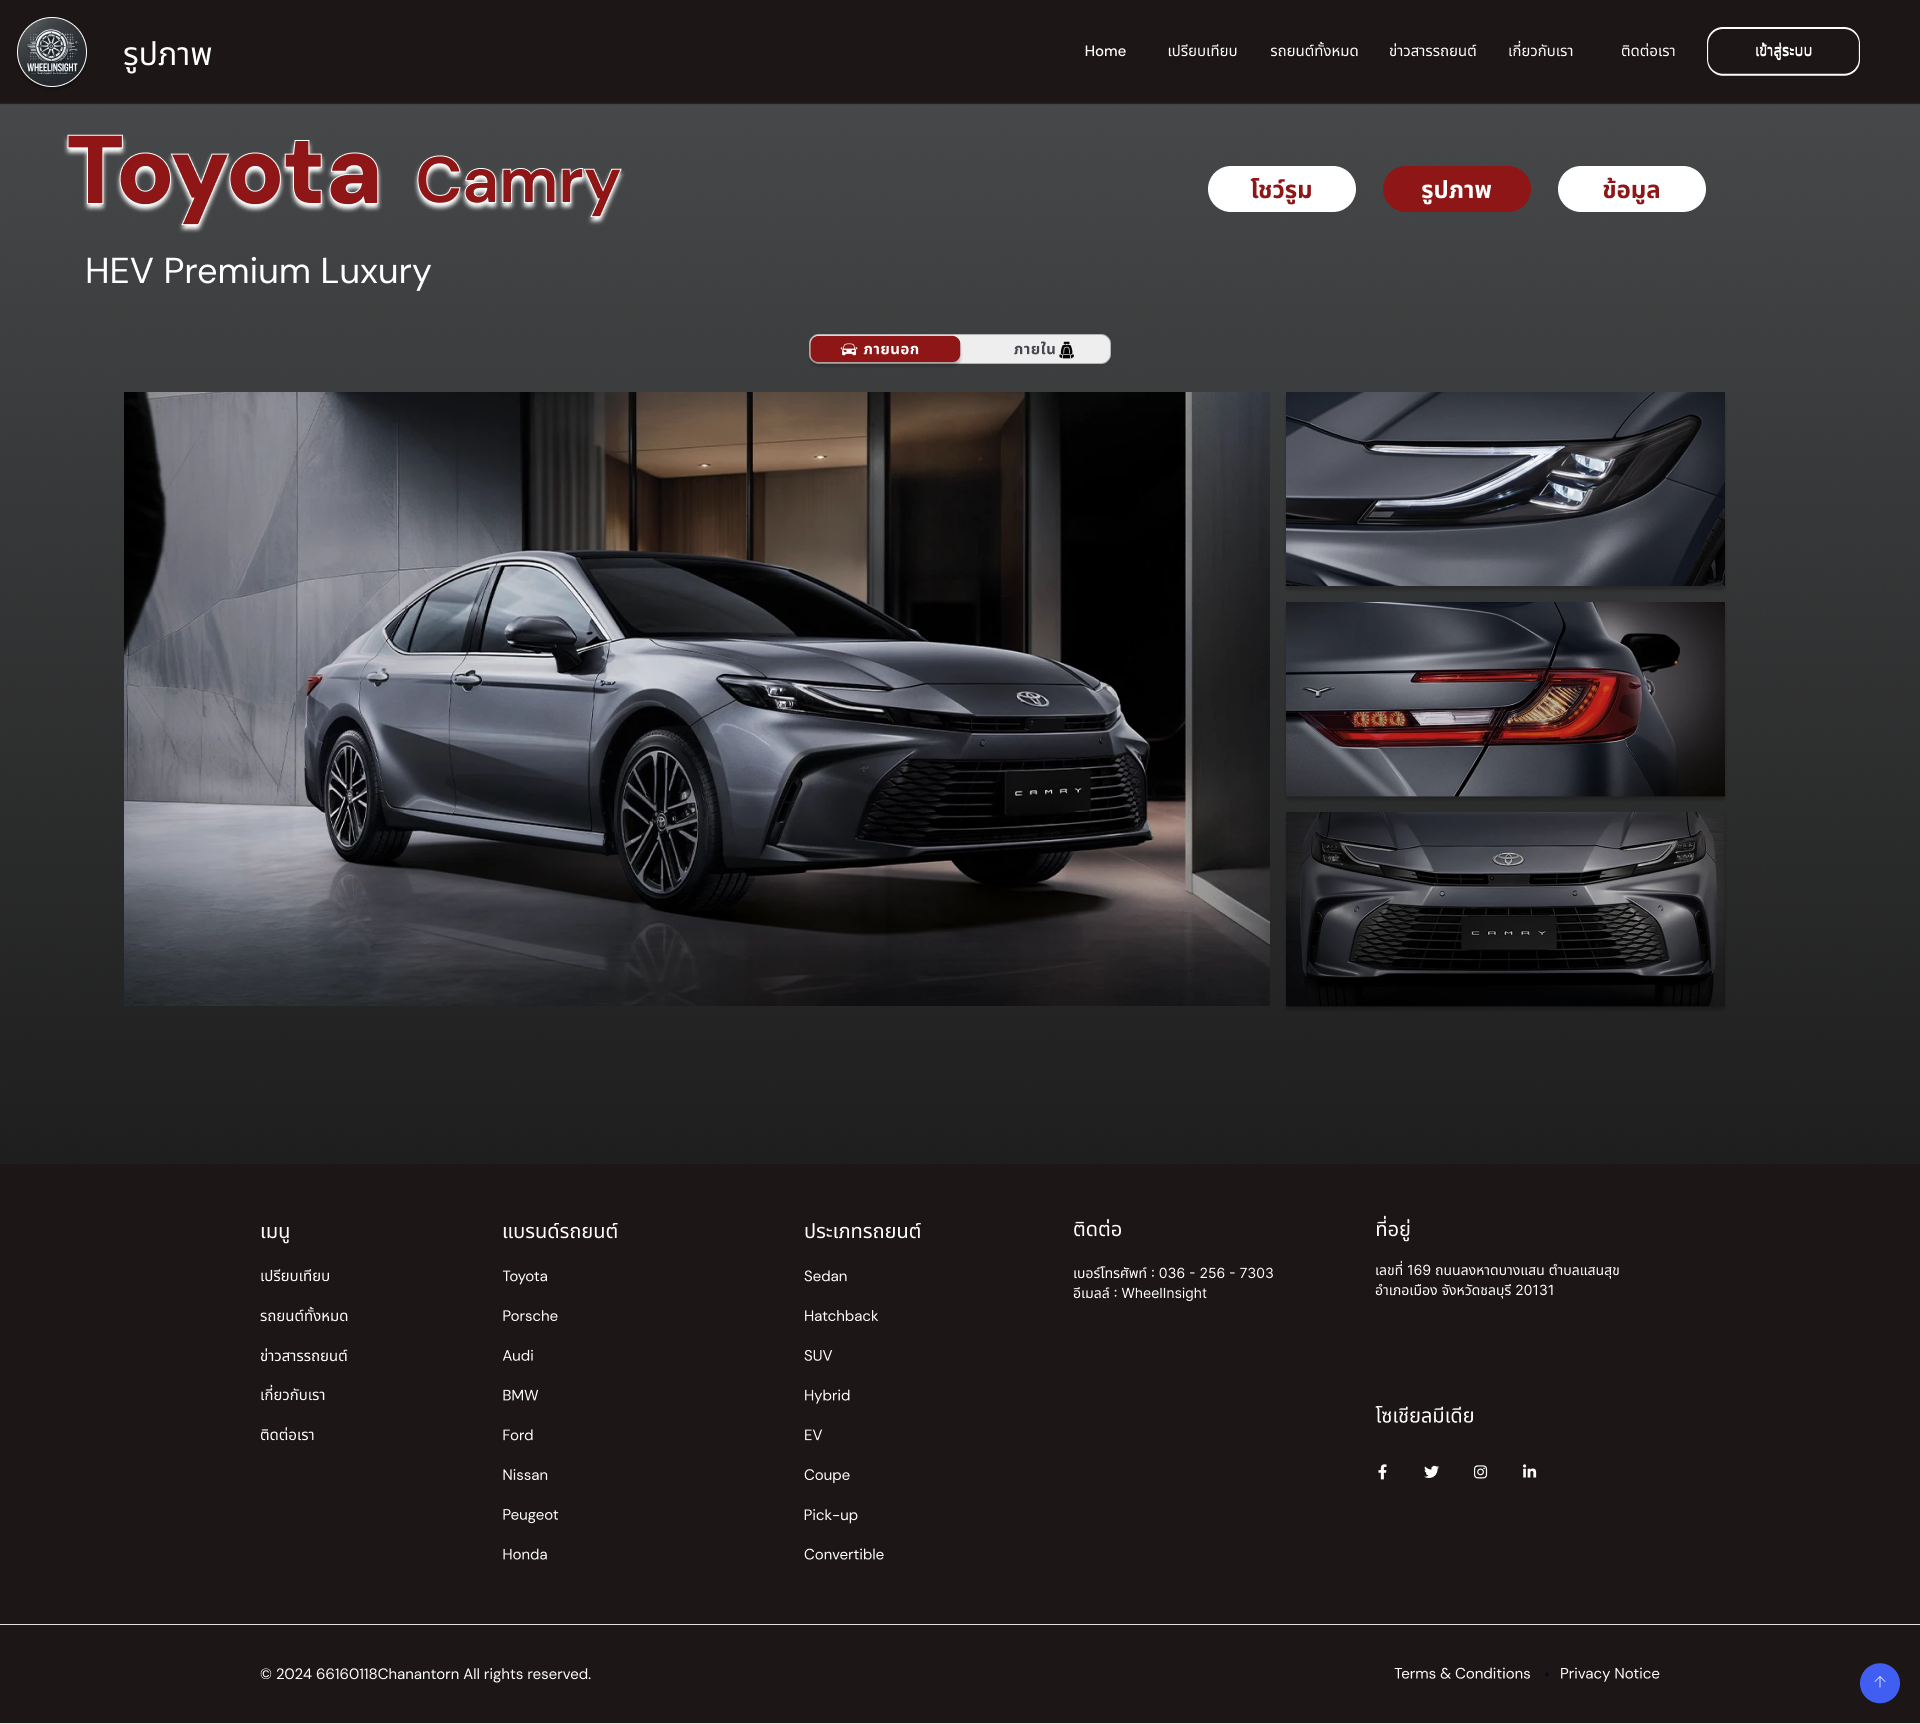 WHEELINSIGHT
รูปภาพ
Home
เปรียบเทียบ
รถยนต์ทั้งหมด
ข่าวสารรถยนต์
เกี่ยวกับเรา
ติดต่อเรา
เข้าสู่ระบบ
Toyota Camry
โชว์รูม
รูปภาพ
ข้อมูล
HEV Premium Luxury
ภายนอก
ภายใน
CAMRY
CAMRY
เมนู
เปรียบเทียบ
รถยนต์ทั้งหมด
ข่าวสารรถยนต์
เกี่ยวกับเรา
ติดต่อเรา
แบรนด์รถยนต์
Toyota
Porsche
Audi
BMW
Ford
Nissan
Peugeot
Honda
ประเภทรถยนต์
Sedan
Hatchback
SUV
Hybrid
EV
Coupe
Pick-up
Convertible
ติดต่อ
เบอร์โทรศัพท์ : 036 - 256 - 7303
อีเมลล์ : WheelInsight
ที่อยู่
เลขที่ 169 ถนนลงหาดบางแสน ตำบลแสนสุข
อำเภอเมือง จังหวัดชลบุรี 20131
โซเชียลมีเดีย
© 2024 66160118Chanantorn All rights reserved.
Terms & Conditions • Privacy Notice